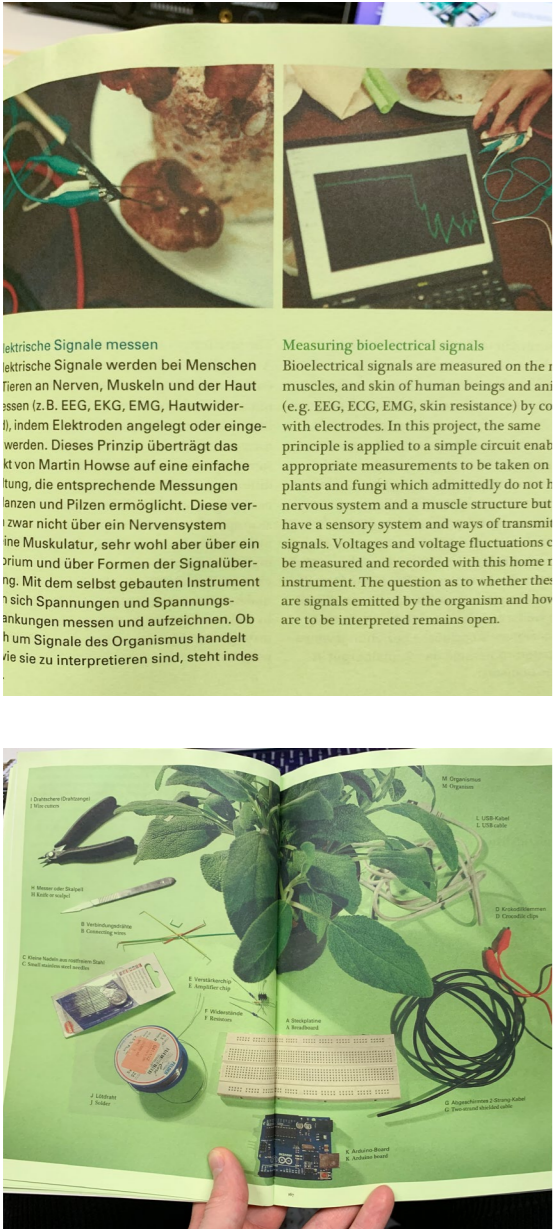 lektrische Signale messen
lektrische Signale werden bei Menschen
Tieren an Nerven, Muskeln und der Haut
essen (z. B. EEG, EKG, EMG, Hautwider-
d), indem Elektroden angelegt oder einge-
werden. Dieses Prinzip überträgt das
kt von Martin Howse auf eine einfache
ltung, die entsprechende Messungen
lanzen und Pilzen ermöglicht. Diese ver-
zwar nicht über ein Nervensystem
ine Muskulatur, sehr wohl aber über ein
orium und über Formen der Signalüber-
ng. Mit dem selbst gebauten Instrument
n sich Spannungen und Spannungs-
ankungen messen und aufzeichnen. Ob
h um Signale des Organismus handelt
vie sie zu interpretieren sind, steht indes
Measuring bioelectrical signals
Bioelectrical signals are measured on the n
muscles, and skin of human beings and ani
(e.g. EEG, ECG, EMG, skin resistance) by co
with electrodes. In this project, the same
principle is applied to a simple circuit enab
appropriate measurements to be taken on
plants and fungi which admittedly do not h
nervous system and a muscle structure but
have a sensory system and ways of transmit
signals. Voltages and voltage fluctuations c
be measured and recorded with this home m
instrument. The question as to whether thes
are signals emitted by the organism and how
are to be interpreted remains open.
I Drahtschere (Drahtzange)
I Wire cutters
M Organismus
M Organism
L USB-Kabel
L USB cable
H Messer oder Skalpell
H Knife or scalpel
B Verbindungsdrähte
B Connecting wires
D Krokodilklemmen
D Crocodile clips
C Kleine Nadeln aus rostfreiem Stahl
C Small stainless steel needles
E Verstärkerchip
E Amplifier chip
F Widerstände
F Resistors
A Steckplatine
A Breadboard
J Lötdraht
J Solder
G Abgeschirmtes 2-Strang-Kabel
G Two-strand shielded cable
K Arduino-Board
K Arduino board